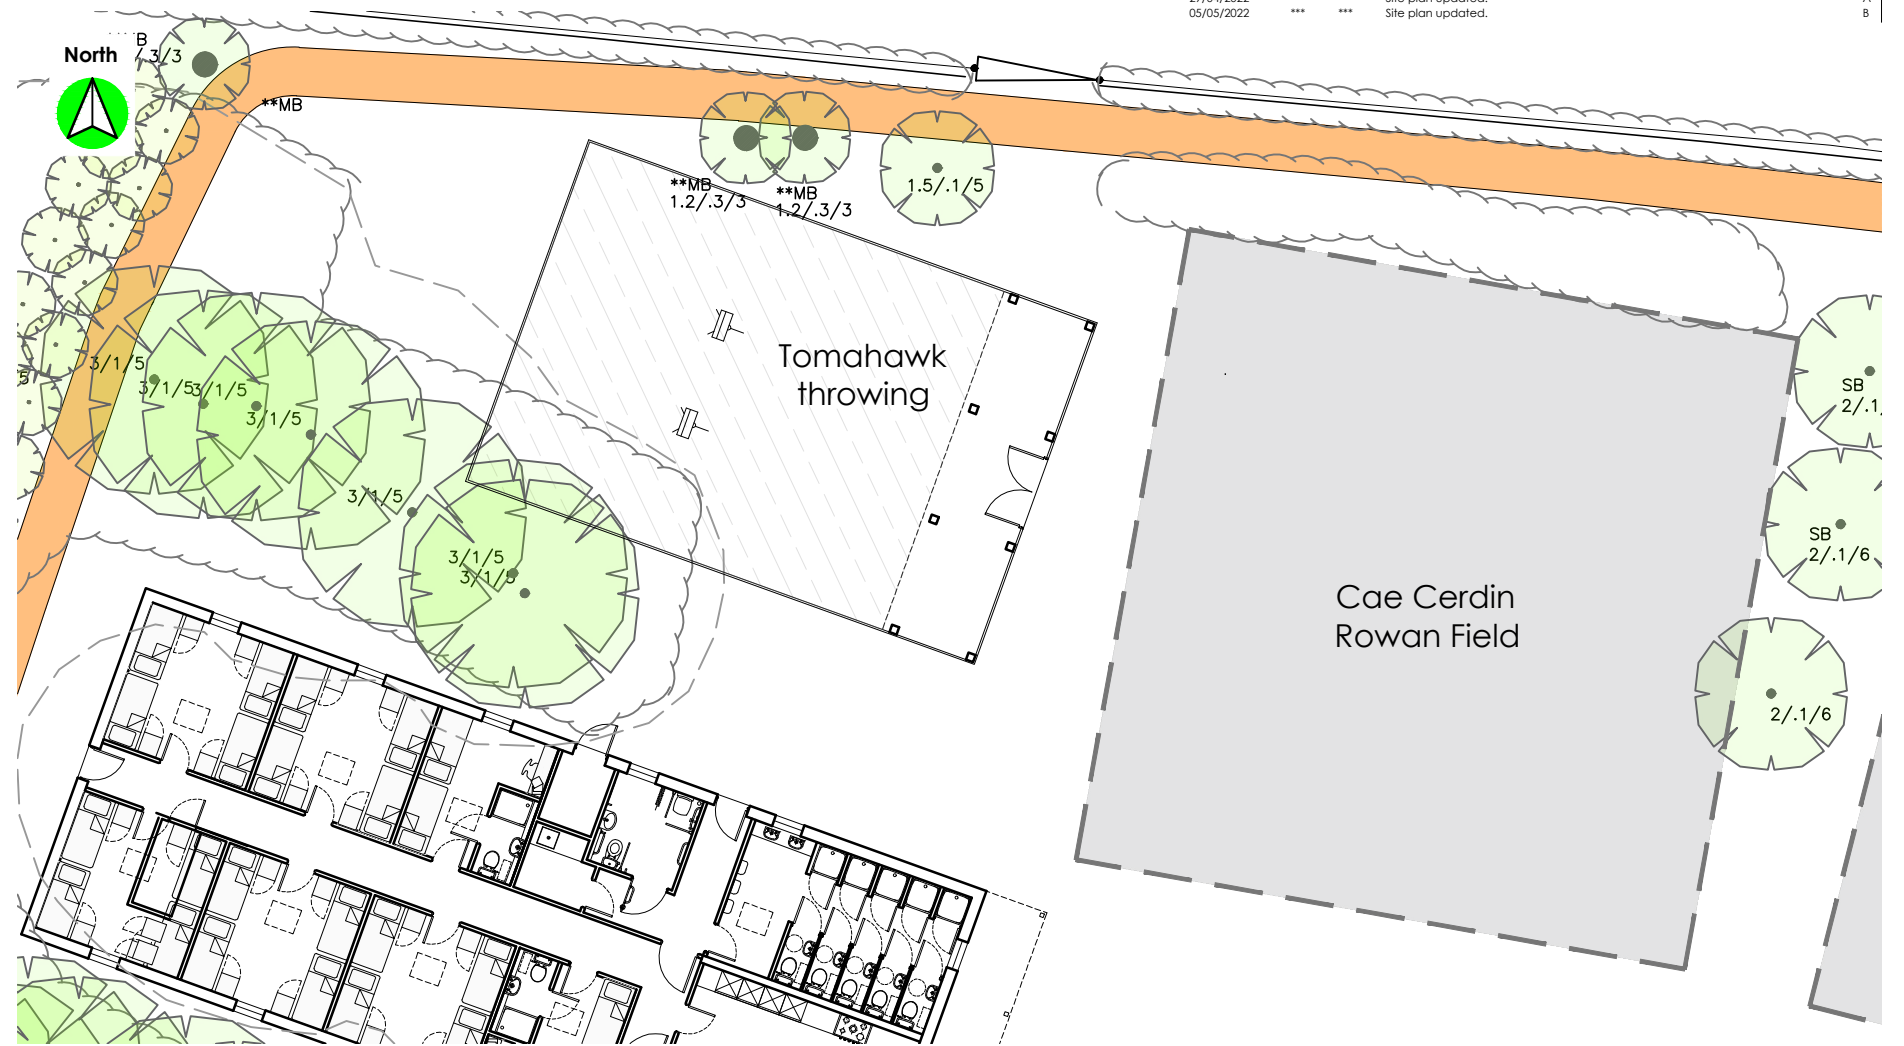 05/05/2022 *** *** Site plan updated. B
North
B
/.3/3
**MB
**MB
1.2/.3/3
**MB
1.2/.3/3
1.5/.1/5
Tomahawk
throwing
3/1/5
3/1/5
3/1/5
3/1/5
5
3/1/5
3/1/5
3/1/5
SB
2/.1
SB
2/.1/6
Cae Cerdin
Rowan Field
2/.1/6